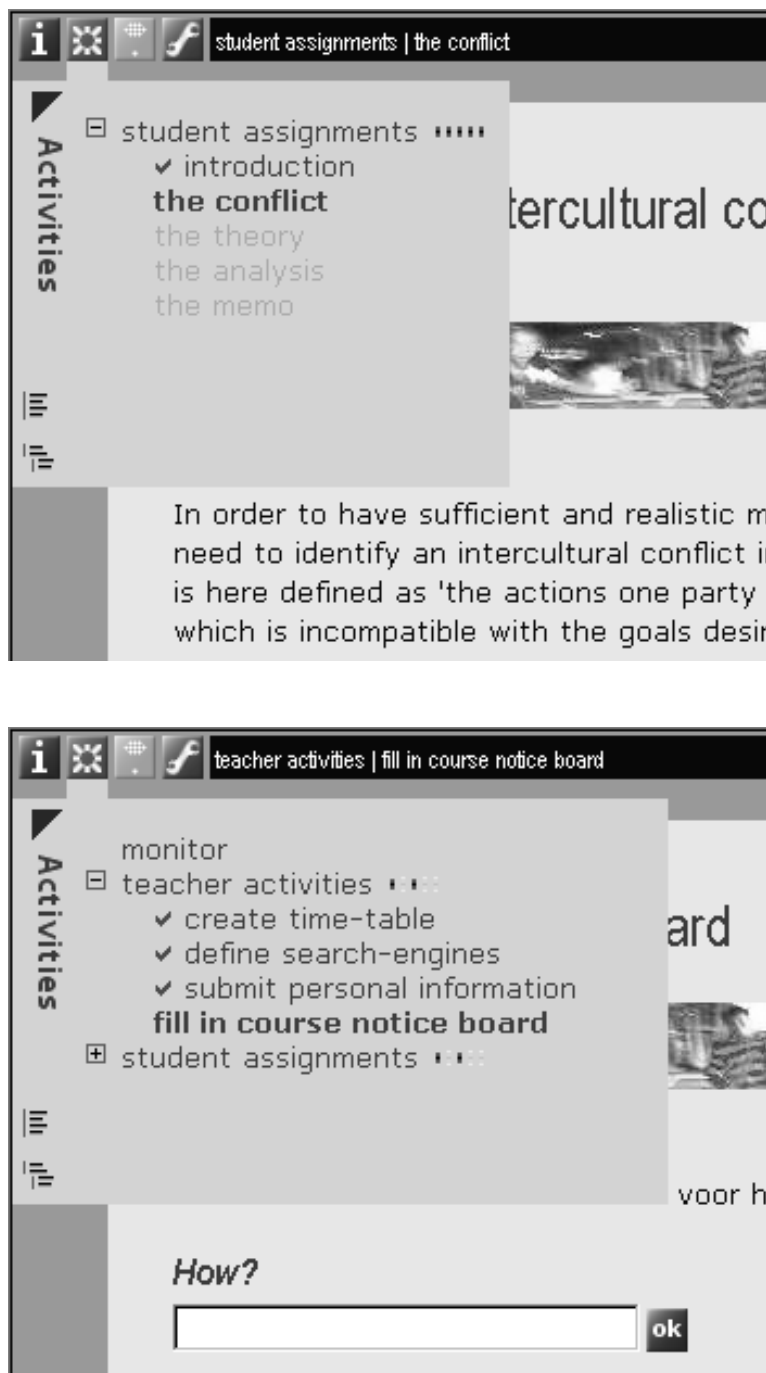 i student assignments | the conflict
Activities
student assignments
introduction
the conflict
the theory
the analysis
the memo
tercultural co
In order to have sufficient and realistic m
need to identify an intercultural conflict i
is here defined as 'the actions one party
which is incompatible with the goals desir
i teacher activities | fill in course notice board
Activities
monitor
teacher activities
create time-table
define search-engines
submit personal information
fill in course notice board
student assignments
ard
voor h
How?
ok